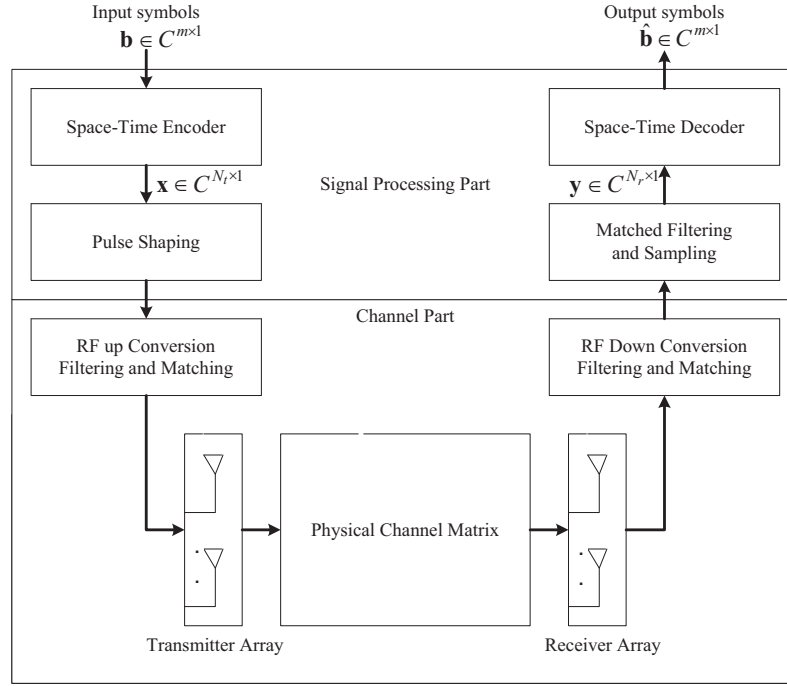 Input symbols
b ∈ C^{m×1}
Output symbols
b̂ ∈ C^{m×1}
Space-Time Encoder
Space-Time Decoder
x ∈ C^{N_t×1}
Signal Processing Part
y ∈ C^{N_r×1}
Pulse Shaping
Matched Filtering
and Sampling
Channel Part
RF up Conversion
Filtering and Matching
RF Down Conversion
Filtering and Matching
Physical Channel Matrix
Transmitter Array
Receiver Array